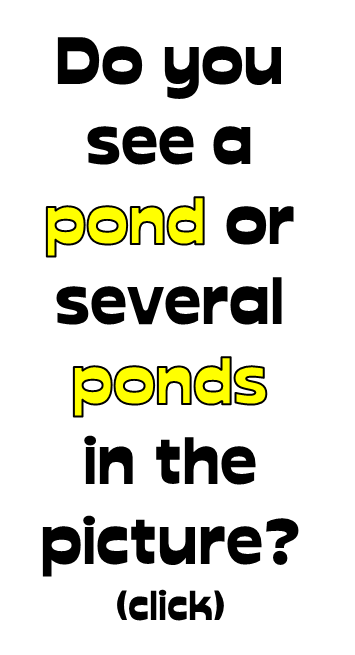 Do you
see a
pond or
several
ponds
in the
picture?
(click)